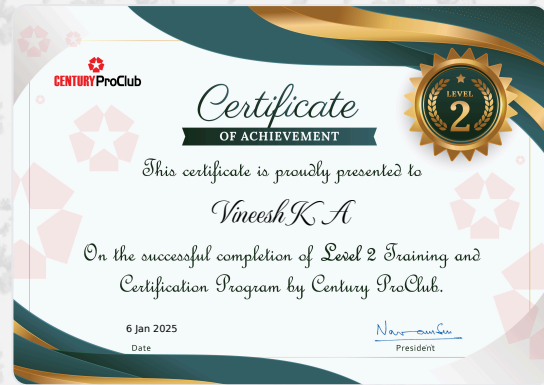 CENTURY ProClub
LEVEL
2
Certificate
OF ACHIEVEMENT
This certificate is proudly presented to
Vineesh K A
On the successful completion of Level 2 Training and
Certification Program by Century ProClub.
6 Jan 2025
Date
President